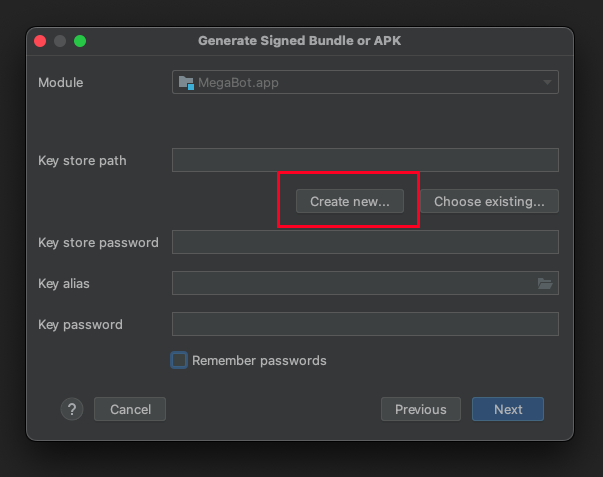 Generate Signed Bundle or APK
Module MegaBot.app
Key store path
Create new... Choose existing...
Key store password
Key alias
Key password
Remember passwords
? Cancel Previous Next